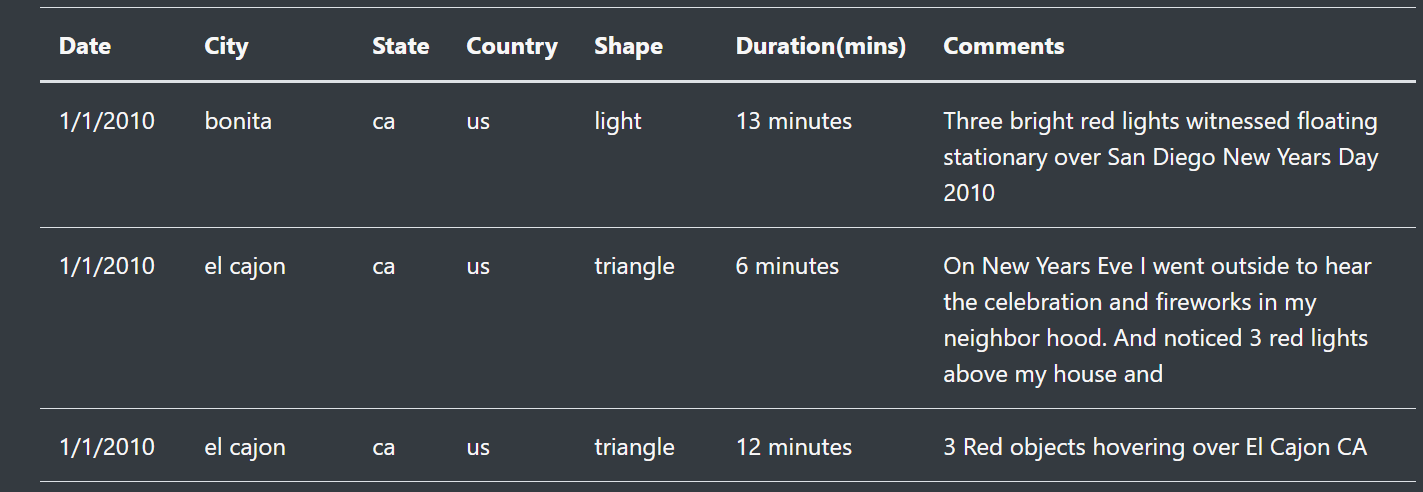 Date City State Country Shape Duration(mins) Comments
1/1/2010 bonita ca us light 13 minutes Three bright red lights witnessed floating
stationary over San Diego New Years Day
2010
1/1/2010 el cajon ca us triangle 6 minutes On New Years Eve I went outside to hear
the celebration and fireworks in my
neighbor hood. And noticed 3 red lights
above my house and
1/1/2010 el cajon ca us triangle 12 minutes 3 Red objects hovering over El Cajon CA